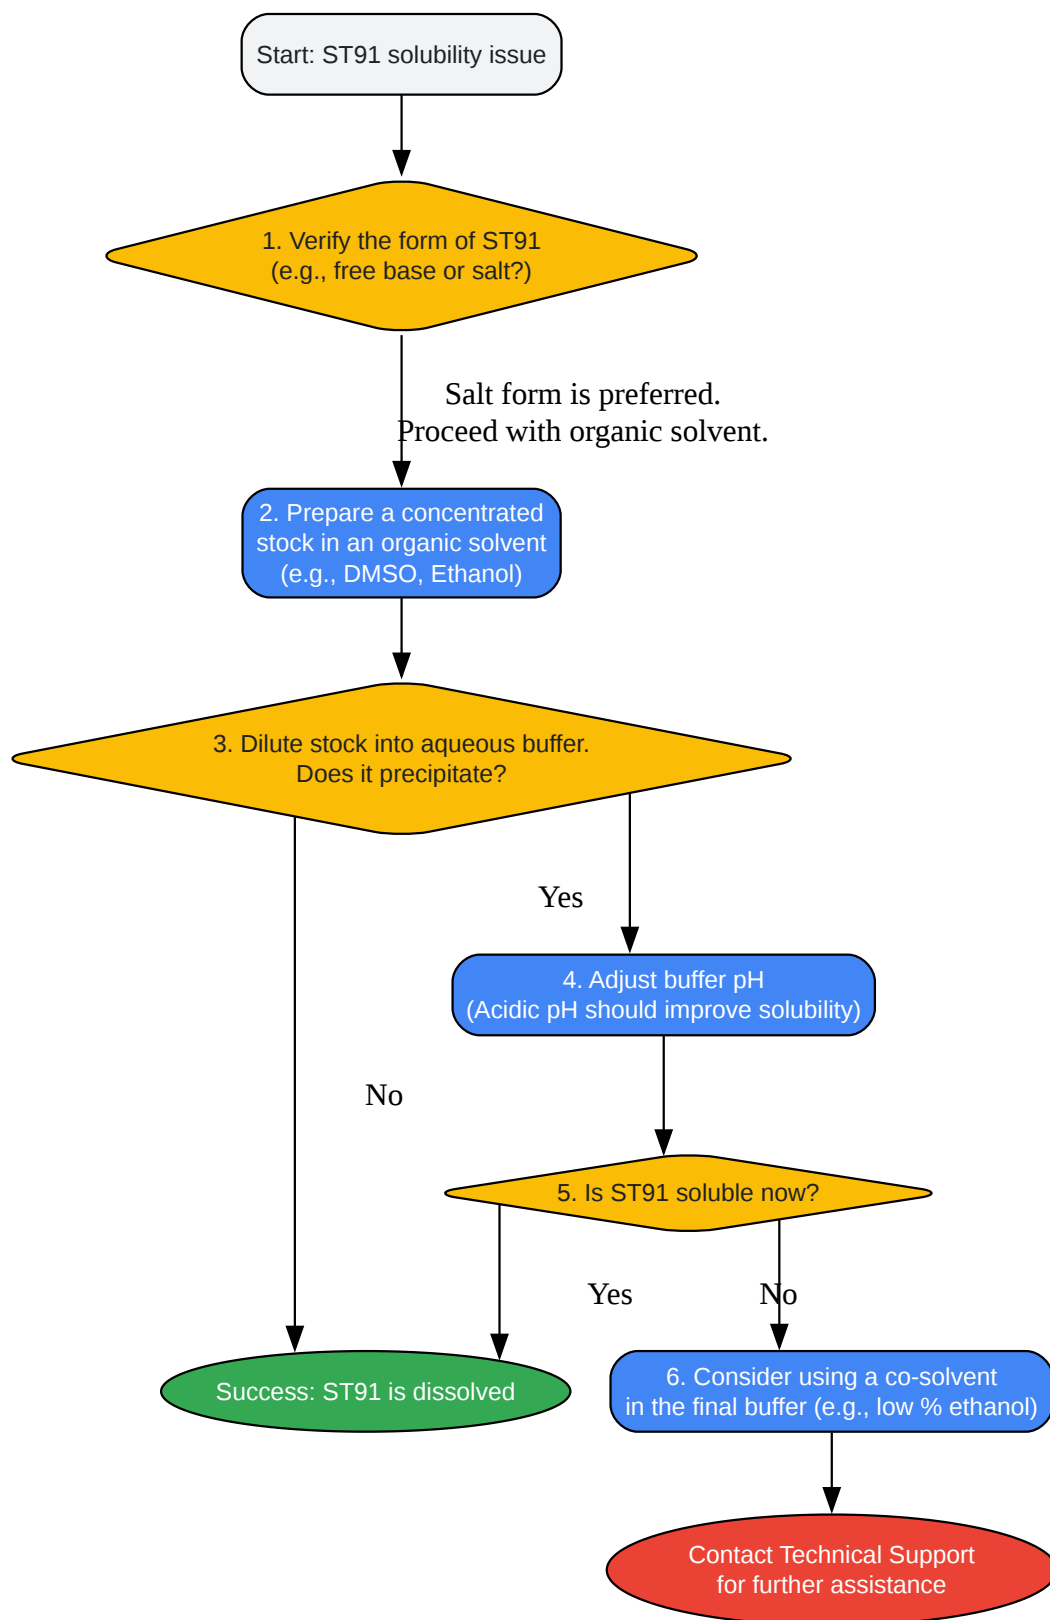 Start: ST91 solubility issue
1. Verify the form of ST91
(e.g., free base or salt?)
Salt form is preferred.
Proceed with organic solvent.
2. Prepare a concentrated
stock in an organic solvent
(e.g., DMSO, Ethanol)
3. Dilute stock into aqueous buffer.
Does it precipitate?
Yes
4. Adjust buffer pH
(Acidic pH should improve solubility)
No
5. Is ST91 soluble now?
Yes
No
Success: ST91 is dissolved
6. Consider using a co-solvent
in the final buffer (e.g., low % ethanol)
Contact Technical Support
for further assistance